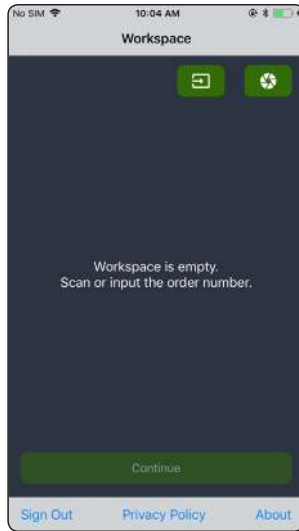 No SIM 10:04 AM
Workspace
Workspace is empty.
Scan or input the order number.
Continue
Sign Out Privacy Policy About